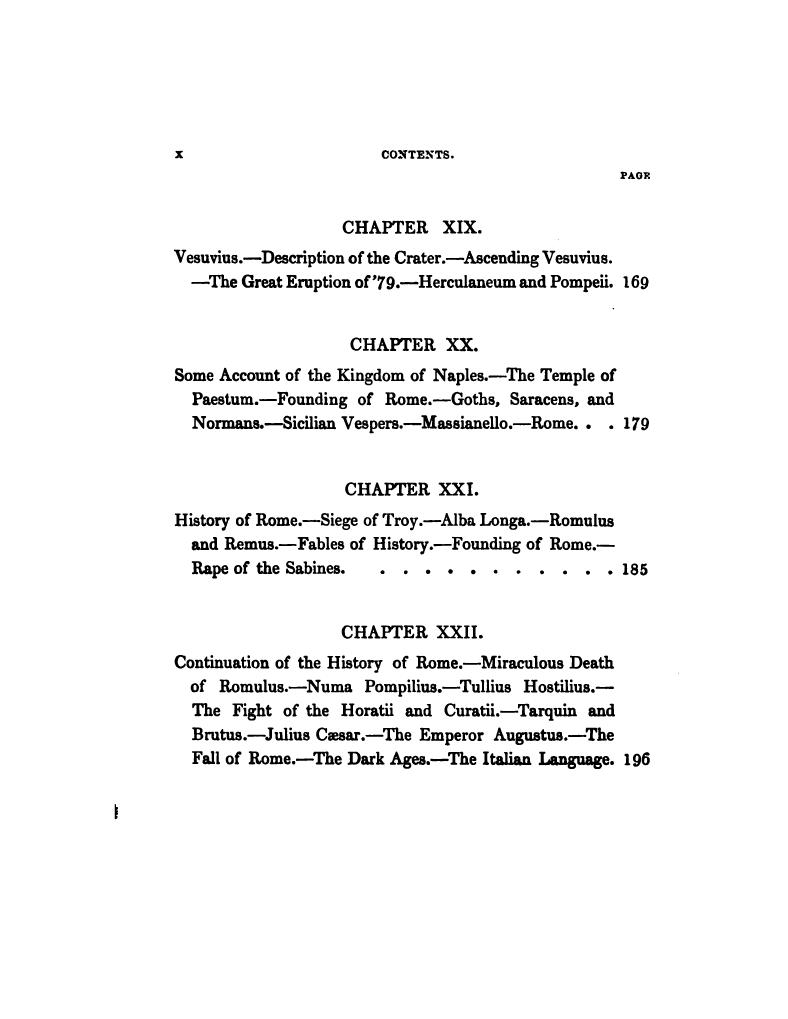 x CONTENTS.
PAGE
CHAPTER XIX.
Vesuvius.—Description of the Crater.—Ascending Vesuvius.
—The Great Eruption of '79.—Herculaneum and Pompeii. 169
CHAPTER XX.
Some Account of the Kingdom of Naples.—The Temple of
Paestum.—Founding of Rome.—Goths, Saracens, and
Normans.—Sicilian Vespers.—Massianello.—Rome. . . 179
CHAPTER XXI.
History of Rome.—Siege of Troy.—Alba Longa.—Romulus
and Remus.—Fables of History.—Founding of Rome.—
Rape of the Sabines. . . . . . . . . . . . 185
CHAPTER XXII.
Continuation of the History of Rome.—Miraculous Death
of Romulus.—Numa Pompilius.—Tullius Hostilius.—
The Fight of the Horatii and Curatii.—Tarquin and
Brutus.—Julius Cæsar.—The Emperor Augustus.—The
Fall of Rome.—The Dark Ages.—The Italian Language. 196